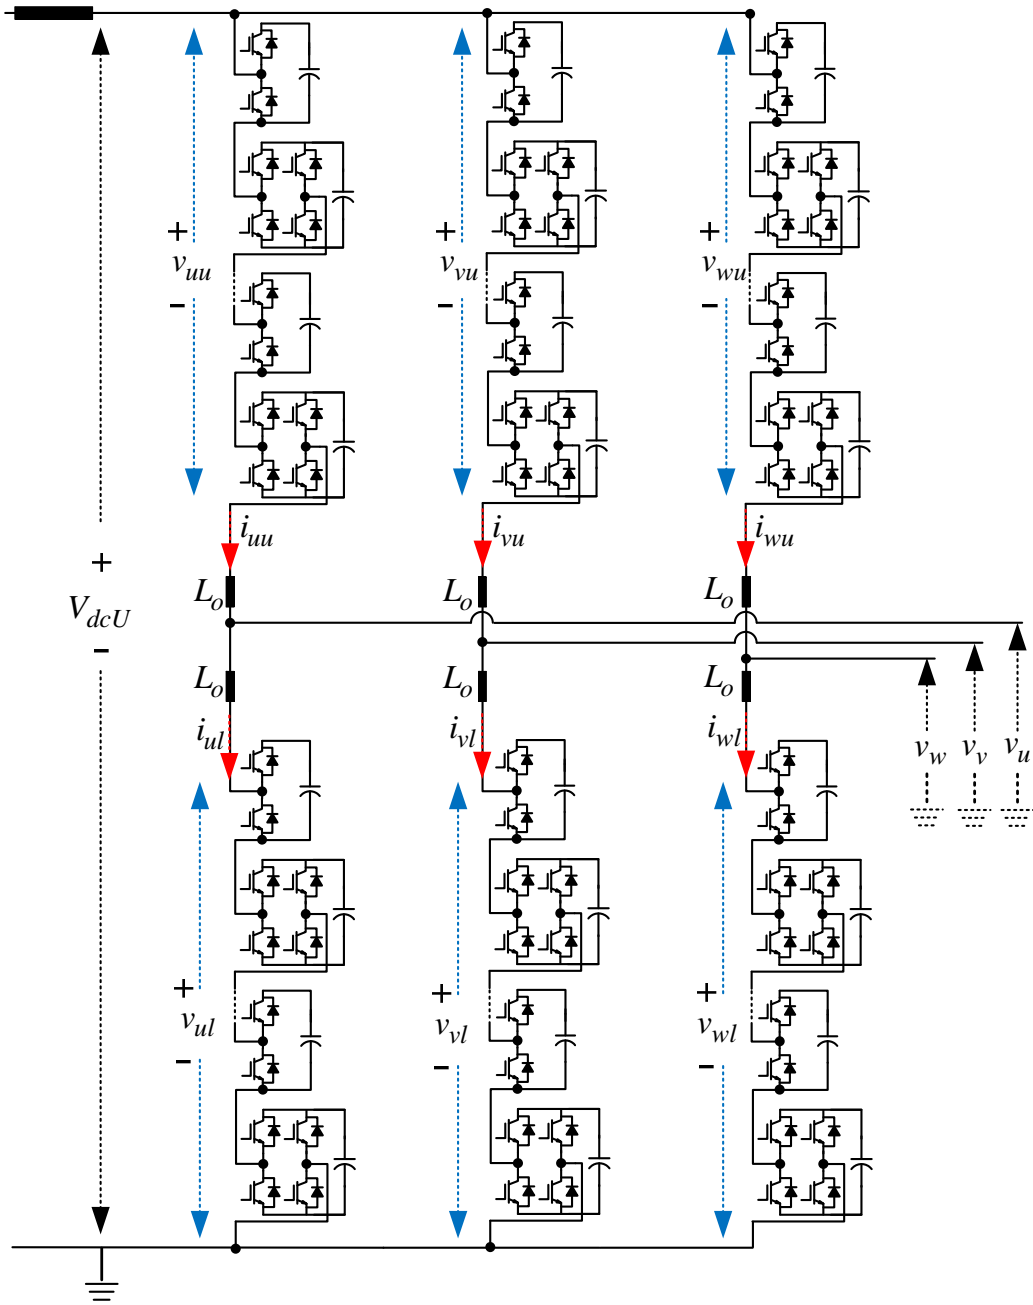 + + +
v_uu v_vu v_wu
− − −
i_uu i_vu i_wu
+
V_dcU
−
L_o L_o L_o
L_o L_o L_o
i_ul i_vl i_wl
v_w v_v v_u
+ + +
v_ul v_vl v_wl
− − −